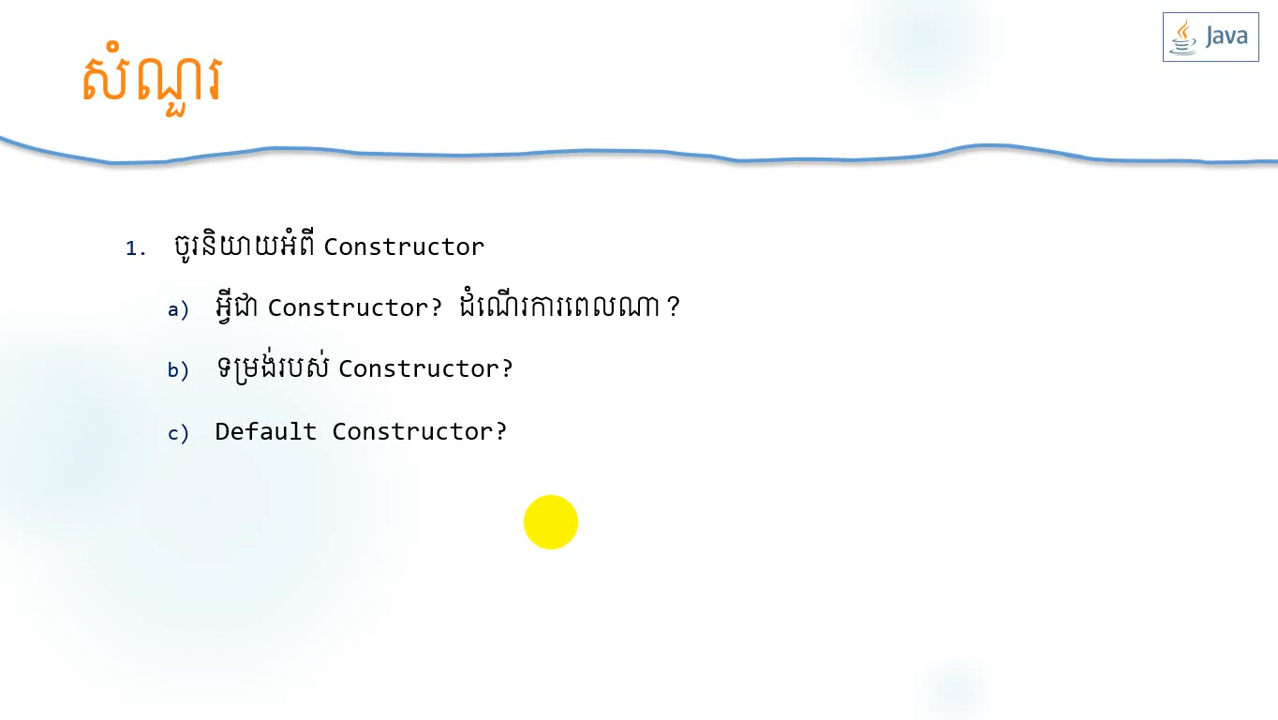 Java
សំណួរ
1. ចូរនិយាយអំពី Constructor
a) អ្វីជា Constructor? ដំណើរការពេលណា?
b) ទម្រង់របស់ Constructor?
c) Default Constructor?